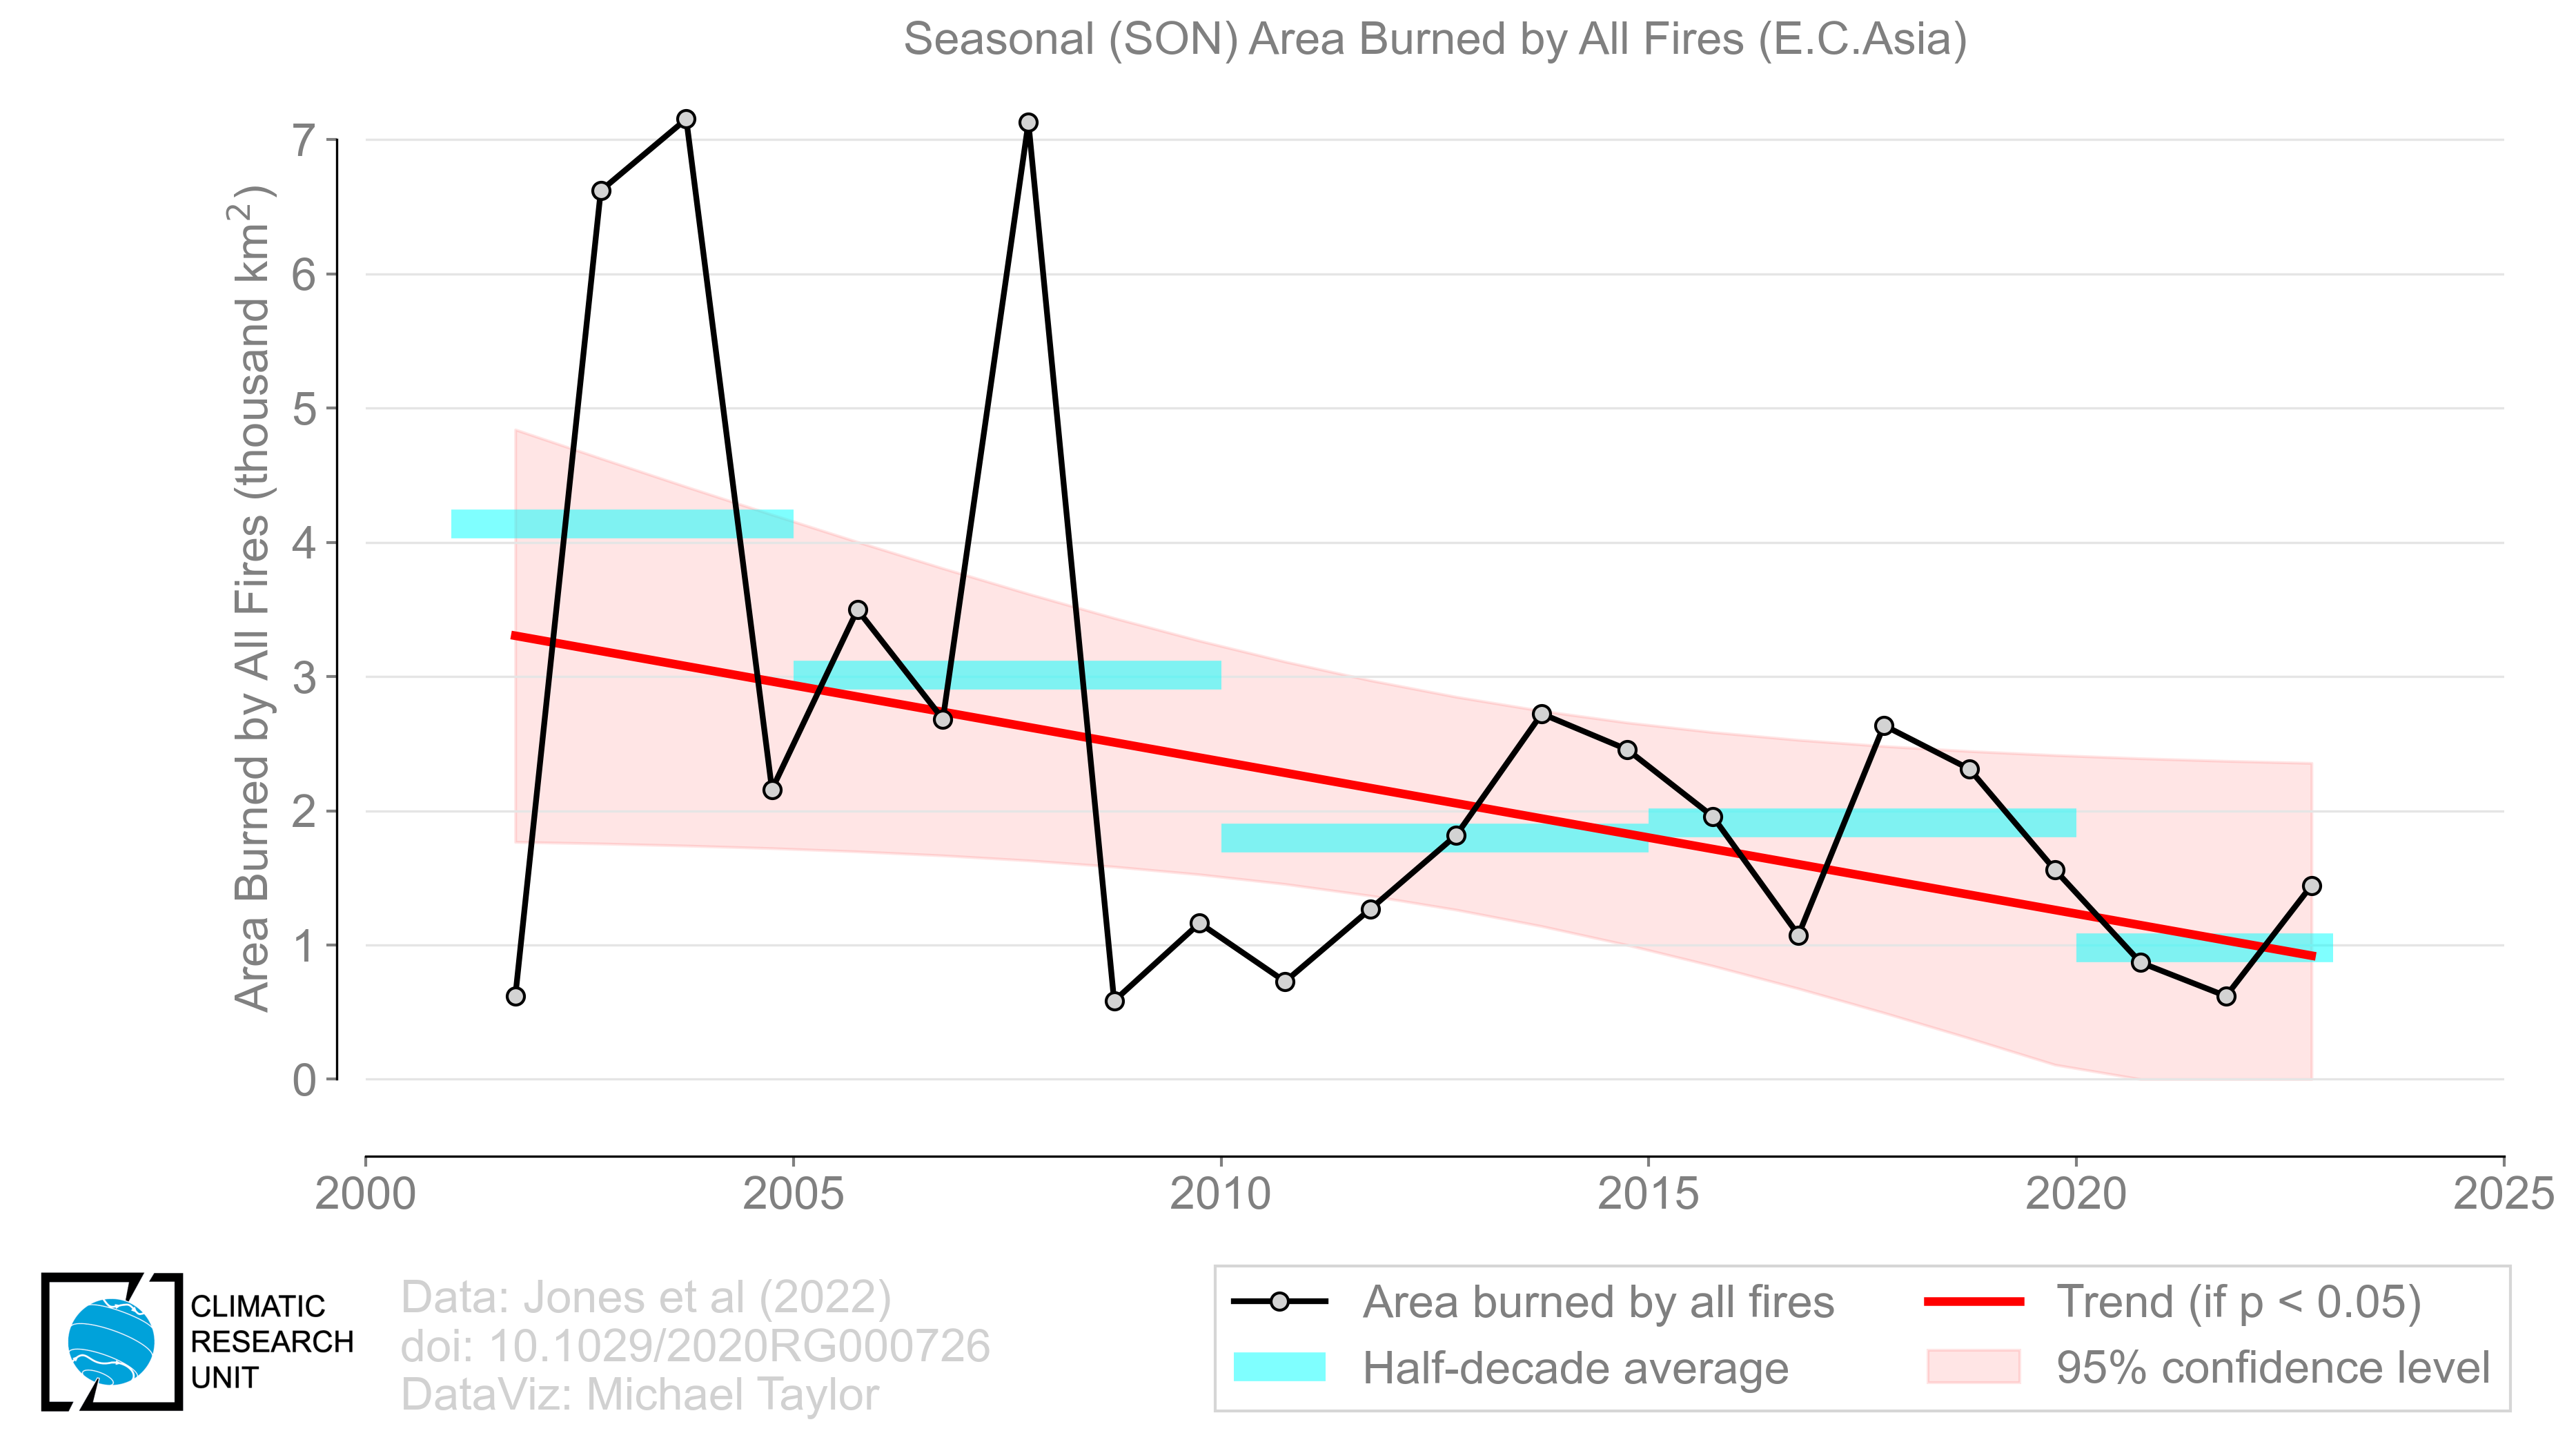 Seasonal (SON) Area Burned by All Fires (E.C.Asia)
Area Burned by All Fires (thousand km²)
7
6
5
4
3
2
1
0
2000 2005 2010 2015 2020 2025
CLIMATIC
RESEARCH
UNIT
Data: Jones et al (2022)
doi: 10.1029/2020RG000726
DataViz: Michael Taylor
Area burned by all fires
Half-decade average
Trend (if p < 0.05)
95% confidence level